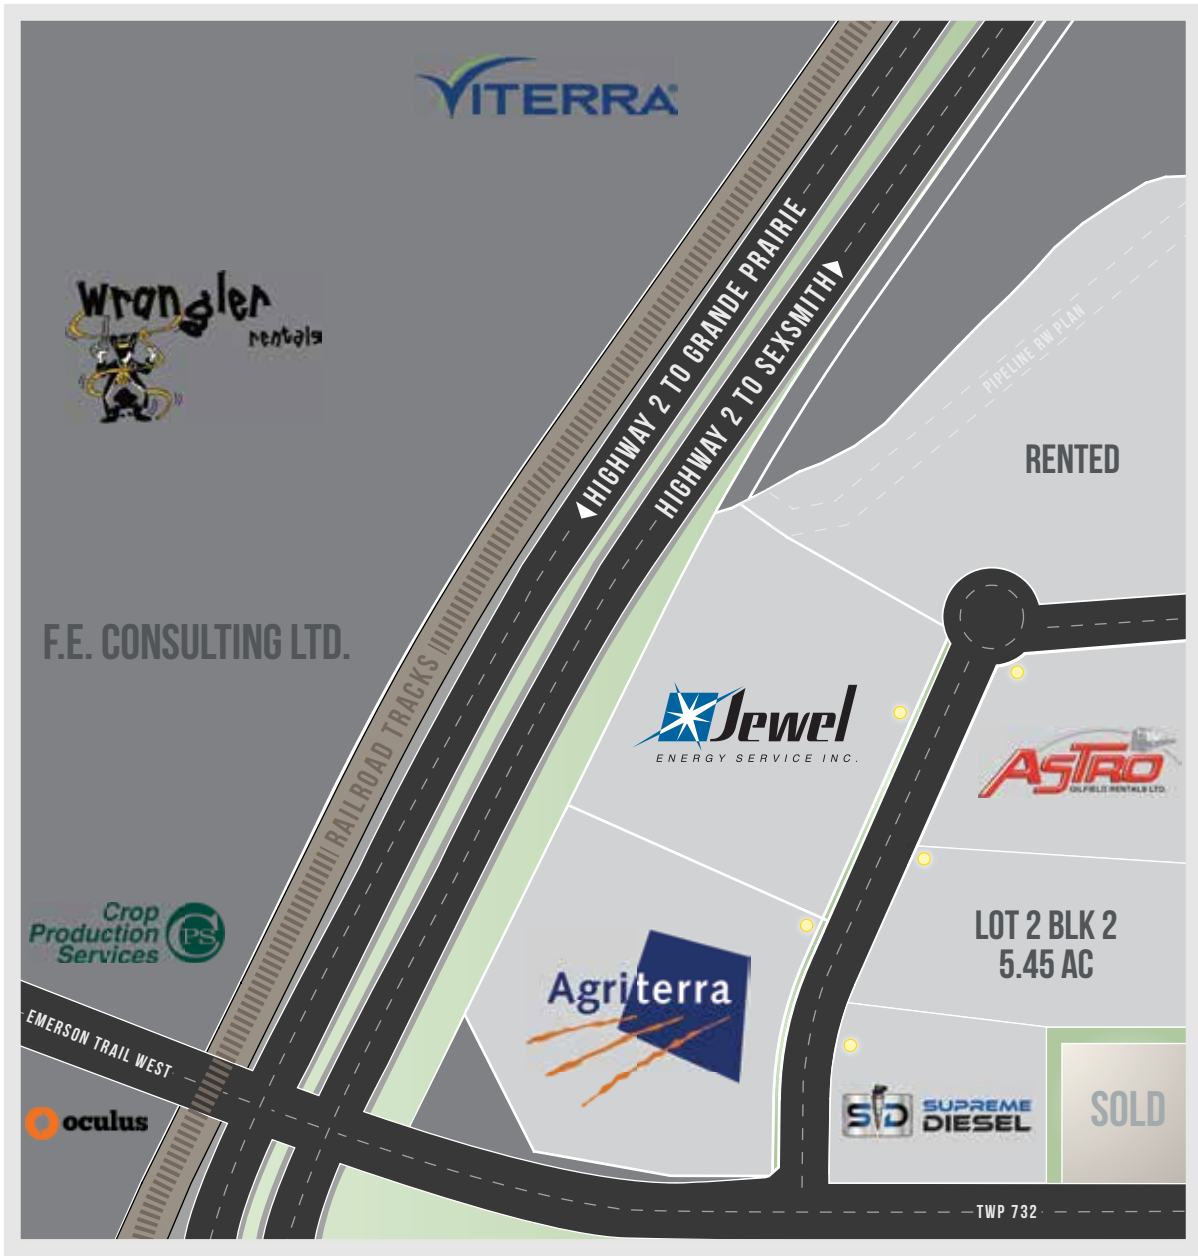 VITERRA
wrangler
rentals
HIGHWAY 2 TO GRANDE PRAIRIE
HIGHWAY 2 TO SEXSMITH
PIPELINE RW PLAN
RENTED
F.E. CONSULTING LTD.
RAILROAD TRACKS
Jewel
ENERGY SERVICE INC.
ASTRO
OILFIELD RENTALS LTD.
Crop
Production
Services
CPS
LOT 2 BLK 2
5.45 AC
Agriterra
EMERSON TRAIL WEST
oculus
SD
SUPREME
DIESEL
SOLD
TWP 732